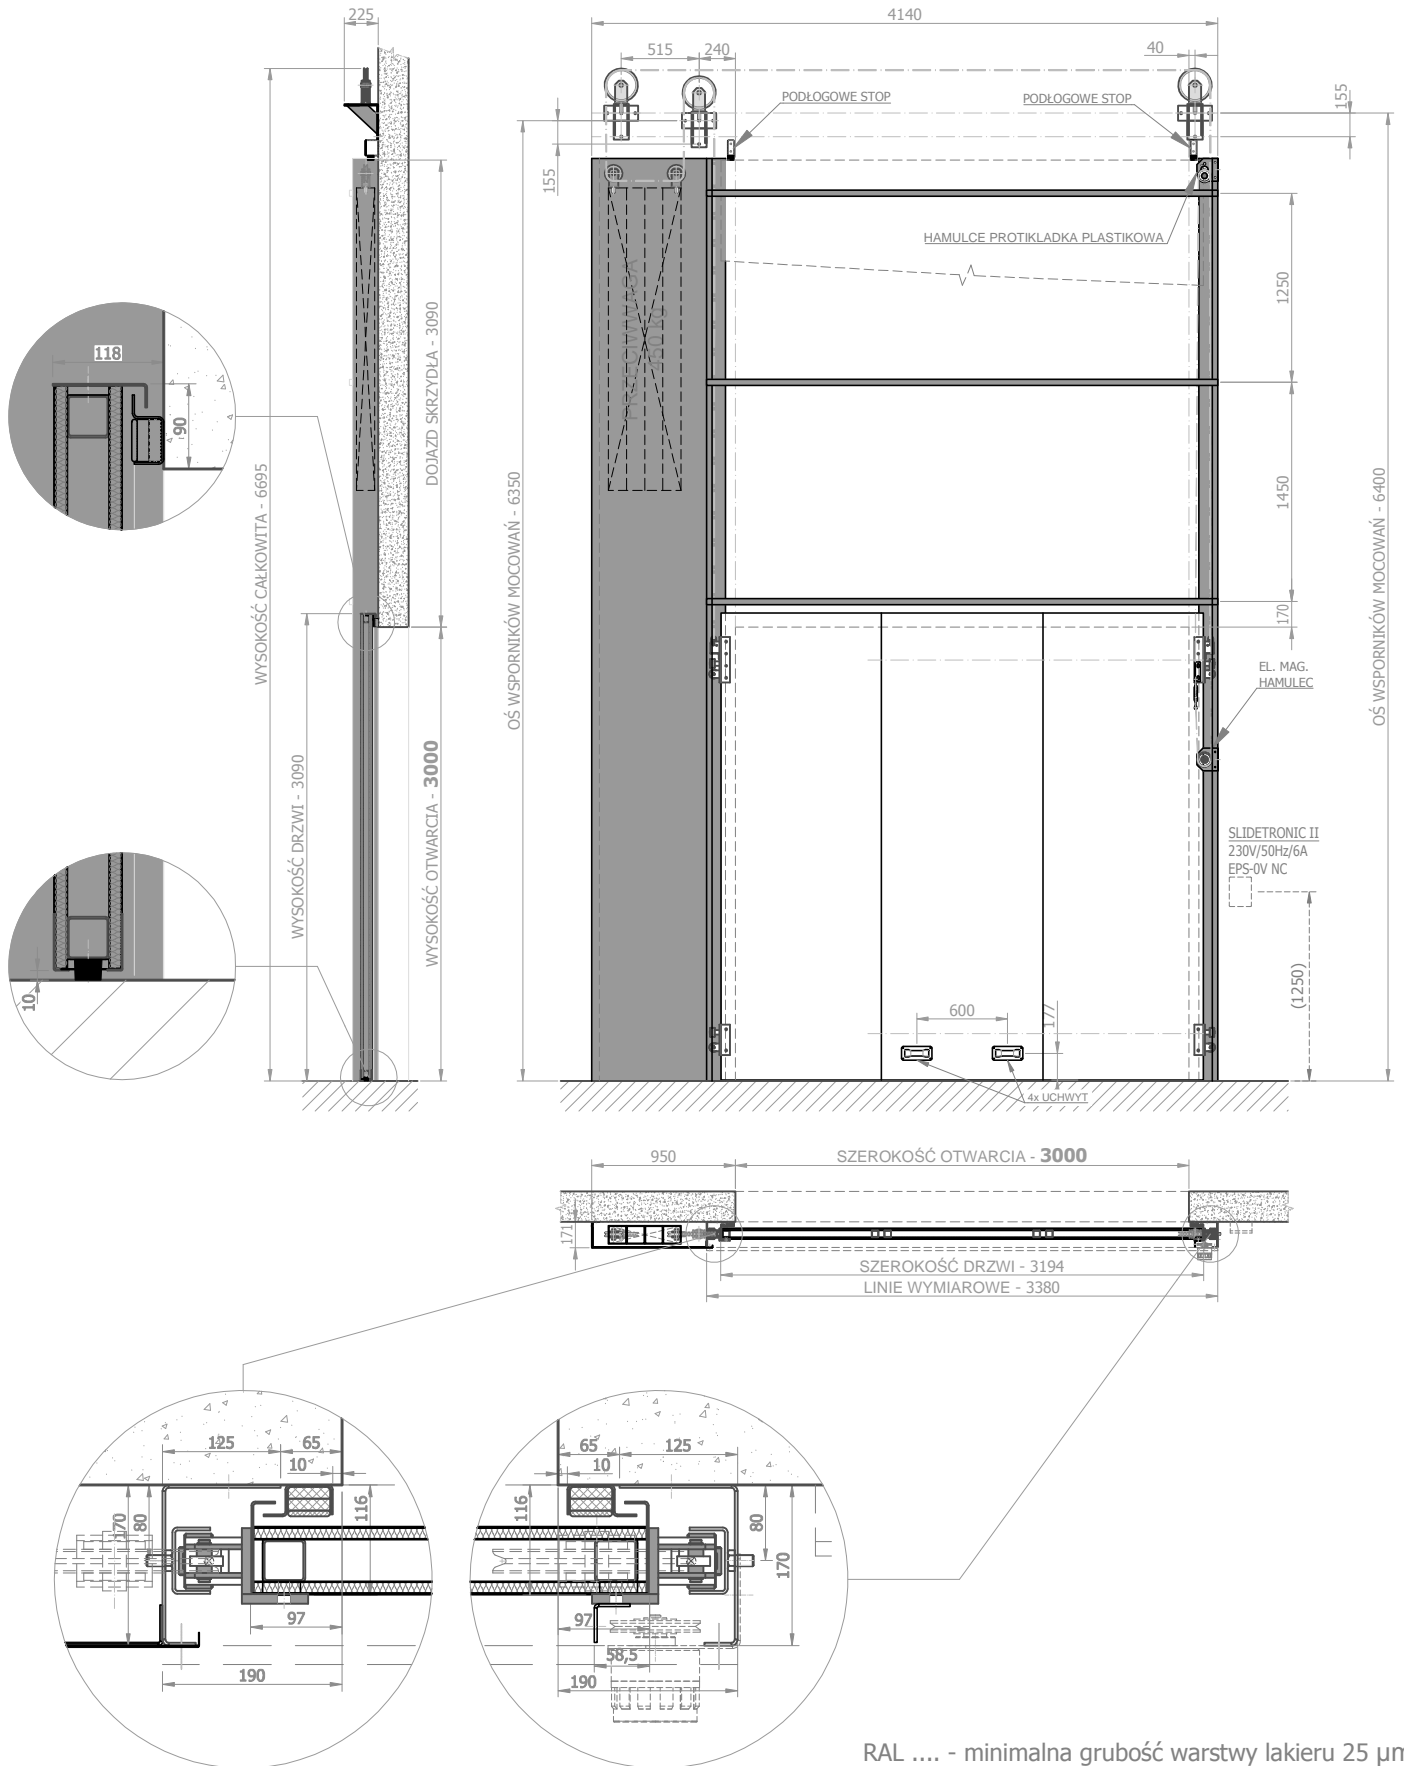 225
4140
515
240
40
PODŁOGOWE STOP
PODŁOGOWE STOP
155
155
HAMULCE PROTIKLADKA PLASTIKOWA
PRZECIWWAGA
450 kg
1250
1450
170
118
90
WYSOKOŚĆ CAŁKOWITA - 6695
DOJAZD SKRZYDŁA - 3090
OŚ WSPORNIKÓW MOCOWAŃ - 6350
OŚ WSPORNIKÓW MOCOWAŃ - 6400
EL. MAG.
HAMULEC
WYSOKOŚĆ DRZWI - 3090
WYSOKOŚĆ OTWARCIA - 3000
SLIDETRONIC II
230V/50Hz/6A
EPS-0V NC
(1250)
10
600
177
4x UCHWYT
950
SZEROKOŚĆ OTWARCIA - 3000
171
SZEROKOŚĆ DRZWI - 3194
LINIE WYMIAROWE - 3380
125
65
10
116
80
170
97
190
65
125
10
116
80
170
97
58,5
190
RAL .... - minimalna grubość warstwy lakieru 25 µm